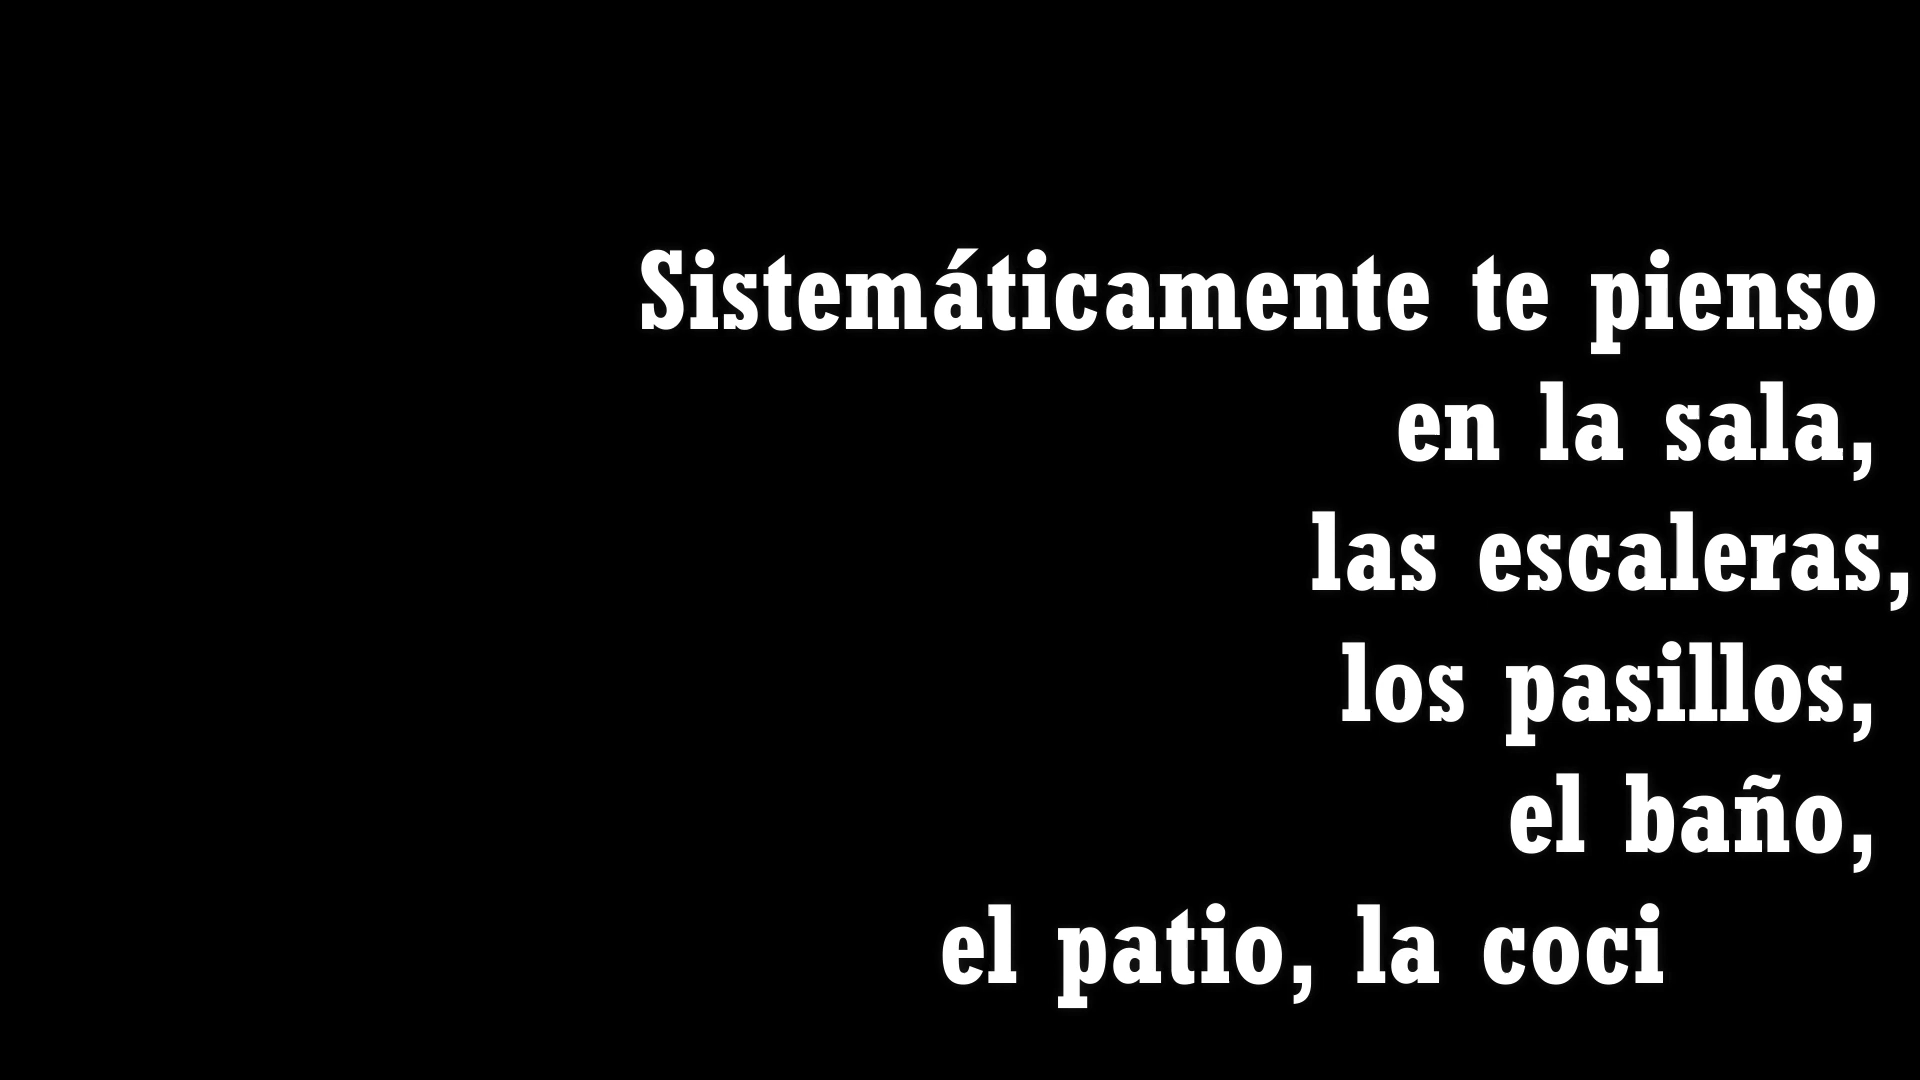 Sistemáticamente te pienso
en la sala,
las escaleras,
los pasillos,
el baño,
el patio, la coci